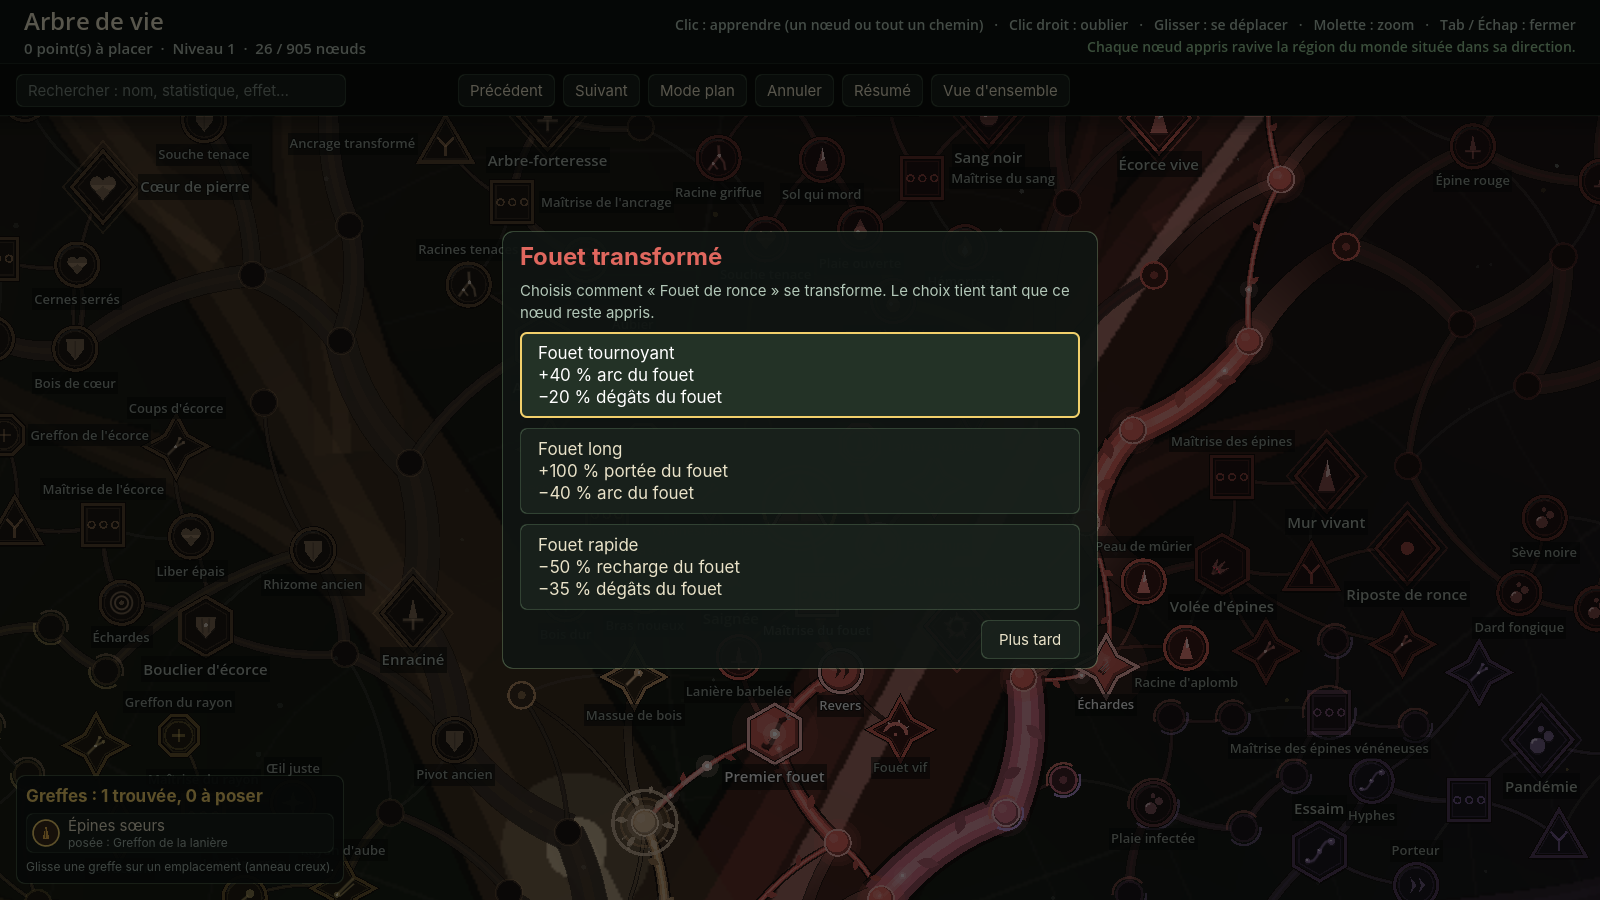 Arbre de vie
0 point(s) à placer · Niveau 1 · 26 / 905 nœuds
Clic : apprendre (un nœud ou tout un chemin) · Clic droit : oublier · Glisser : se déplacer · Molette : zoom · Tab / Échap : fermer
Chaque nœud appris ravive la région du monde située dans sa direction.
Rechercher : nom, statistique, effet...
Précédent
Suivant
Mode plan
Annuler
Résumé
Vue d'ensemble
Souche tenace
Ancrage transformé
Arbre-forteresse
Sang noir
Écorce vive
Cœur de pierre
Maîtrise de l'ancrage
Racine griffue
Sol qui mord
Maîtrise du sang
Épine rouge
Racines tenac
Cernes serrés
Bois de cœur
Coups d'écorce
Greffon de l'écorce
Maîtrise de l'écorce
Liber épais
Rhizome ancien
Échardes
Bouclier d'écorce
Enraciné
Greffon du rayon
Œil juste
Pivot ancien
Fouet transformé
Choisis comment « Fouet de ronce » se transforme. Le choix tient tant que ce
nœud reste appris.
Fouet tournoyant
+40 % arc du fouet
−20 % dégâts du fouet
Fouet long
+100 % portée du fouet
−40 % arc du fouet
Fouet rapide
−50 % recharge du fouet
−35 % dégâts du fouet
Plus tard
Maîtrise des épines
Mur vivant
Peau de mûrier
Sève noire
Volée d'épines
Riposte de ronce
Dard fongique
Racine d'aplomb
Échardes
Lanière barbelée
Revers
Massue de bois
Premier fouet
Fouet vif
Maîtrise des épines vénéneuses
Pandémie
Essaim
Hyphes
Plaie infectée
Porteur
Greffes : 1 trouvée, 0 à poser
Épines sœurs
posée : Greffon de la lanière
Glisse une greffe sur un emplacement (anneau creux).
d'aube